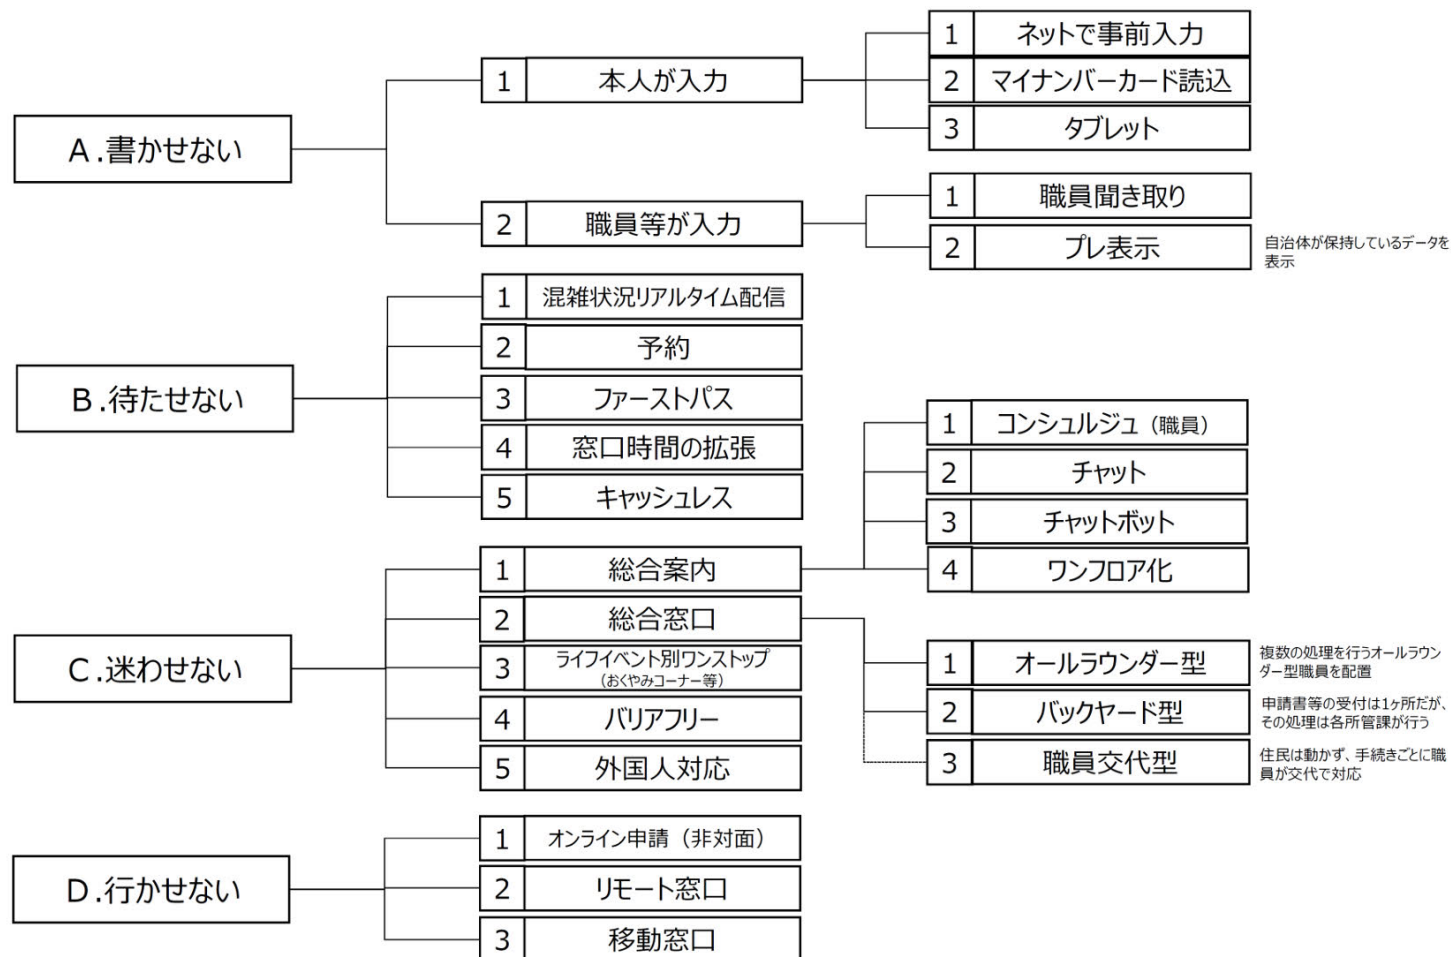 A.書かせない
1 本人が入力
1 ネットで事前入力
2 マイナンバーカード読込
3 タブレット
2 職員等が入力
1 職員聞き取り
2 プレ表示
自治体が保持しているデータを
表示
B.待たせない
1 混雑状況リアルタイム配信
2 予約
3 ファーストパス
4 窓口時間の拡張
5 キャッシュレス
C.迷わせない
1 総合案内
1 コンシュルジュ（職員）
2 チャット
3 チャットボット
4 ワンフロア化
2 総合窓口
1 オールラウンダー型
複数の処理を行うオールラウン
ダー型職員を配置
2 バックヤード型
申請書等の受付は1ヶ所だが、
その処理は各所管課が行う
3 職員交代型
住民は動かず、手続きごとに職
員が交代で対応
3 ライフイベント別ワンストップ
（おくやみコーナー等）
4 バリアフリー
5 外国人対応
D.行かせない
1 オンライン申請（非対面）
2 リモート窓口
3 移動窓口